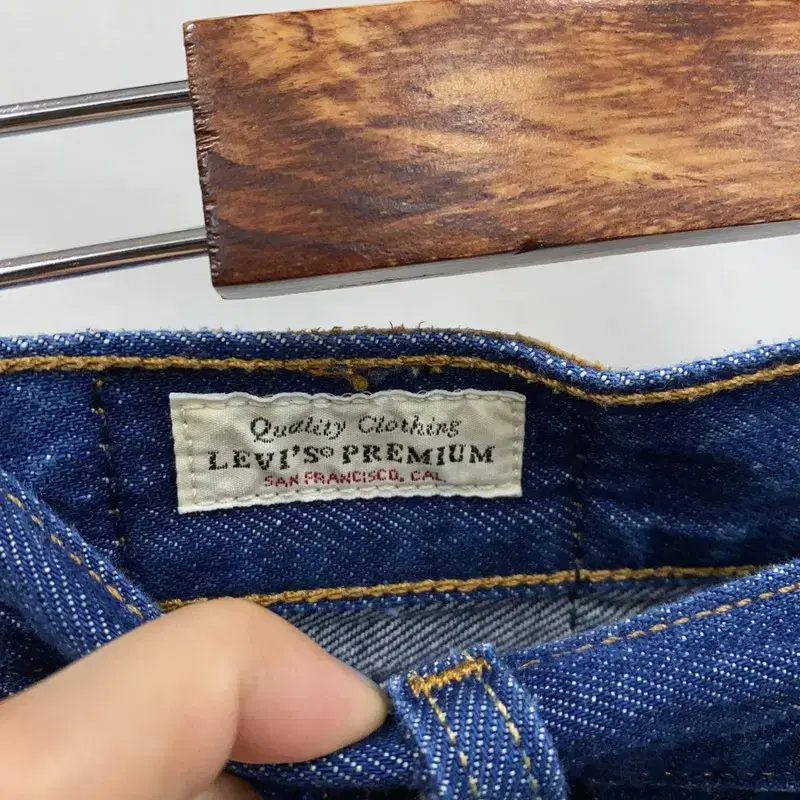 Quality Clothing
LEVI'S® PREMIUM
SAN FRANCISCO, CAL.